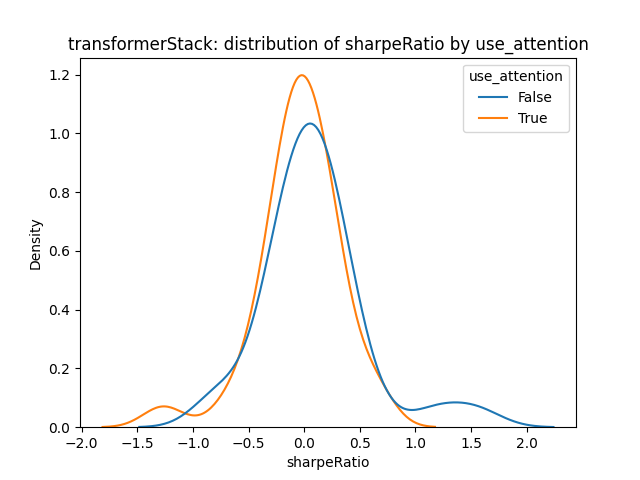 transformerStack: distribution of sharpeRatio by use_attention
use_attention
False
True
Density
1.2
1.0
0.8
0.6
0.4
0.2
0.0
−2.0 −1.5 −1.0 −0.5 0.0 0.5 1.0 1.5 2.0
sharpeRatio